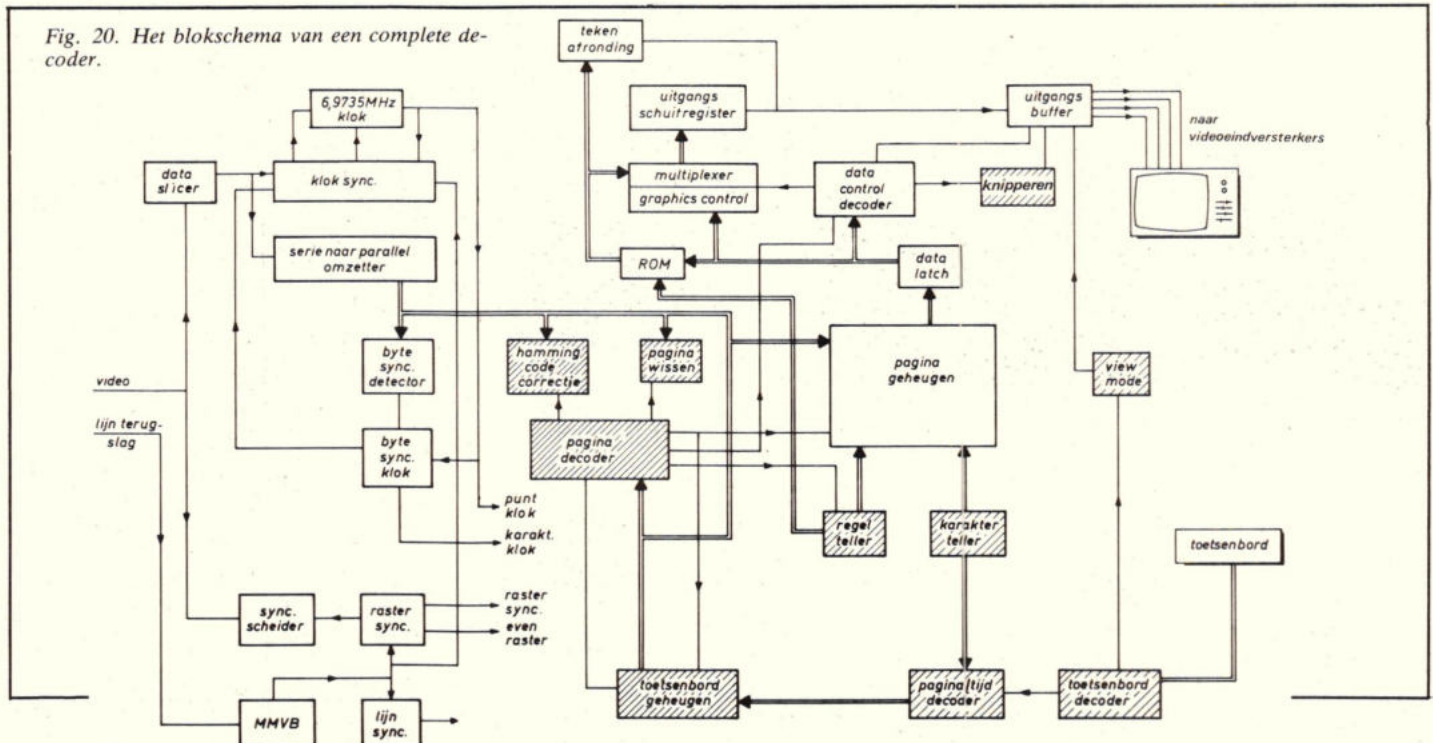 Fig. 20. Het blokschema van een complete de-
coder.
teken
afronding
6,9735MHz
klok
uitgangs
schuifregister
uitgangs
buffer
naar
videoeindversterkers
data
slicer
klok sync.
multiplexer
graphics control
data
control
decoder
knipperen
serie naar parallel
omzetter
ROM
data
latch
byte
sync.
detector
hamming
code
correctie
pagina
wissen
pagina
geheugen
view
mode
video
lijn terug-
slag
byte
sync.
klok
pagina
decoder
punt
klok
karakt.
klok
regel
teller
karakter
teller
toetsenbord
sync.
scheider
raster
sync.
raster
sync.
even
raster
toetsenbord
geheugen
pagina/tijd
decoder
toetsenbord
decoder
MMVB
lijn
sync.